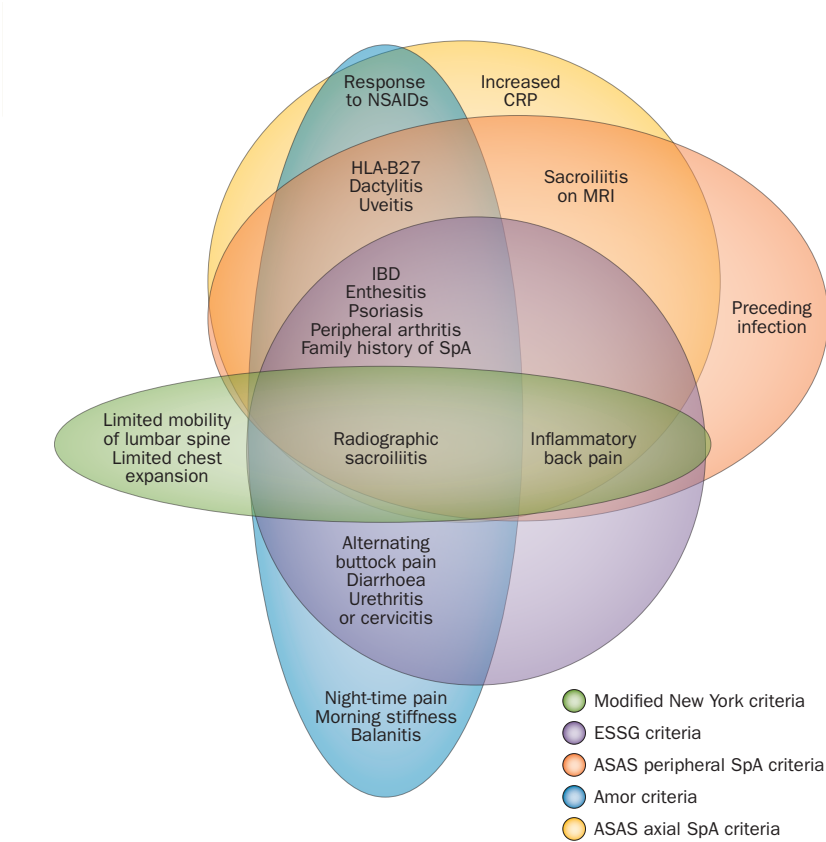 Response
to NSAIDs
Increased
CRP
HLA-B27
Dactylitis
Uveitis
Sacroiliitis
on MRI
IBD
Enthesitis
Psoriasis
Peripheral arthritis
Family history of SpA
Preceding
infection
Limited mobility
of lumbar spine
Limited chest
expansion
Radiographic
sacroiliitis
Inflammatory
back pain
Alternating
buttock pain
Diarrhoea
Urethritis
or cervicitis
Night-time pain
Morning stiffness
Balanitis
Modified New York criteria
ESSG criteria
ASAS peripheral SpA criteria
Amor criteria
ASAS axial SpA criteria